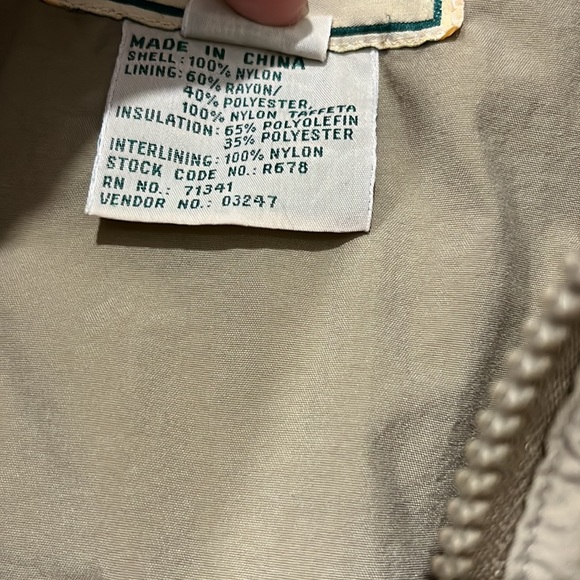 MADE IN CHINA
SHELL: 100% NYLON
LINING: 60% RAYON/
40% POLYESTER,
100% NYLON TAFFETA
INSULATION: 65% POLYOLEFIN
35% POLYESTER
INTERLINING: 100% NYLON
STOCK CODE NO.: R678
RN NO.: 71341
VENDOR NO.: 03247